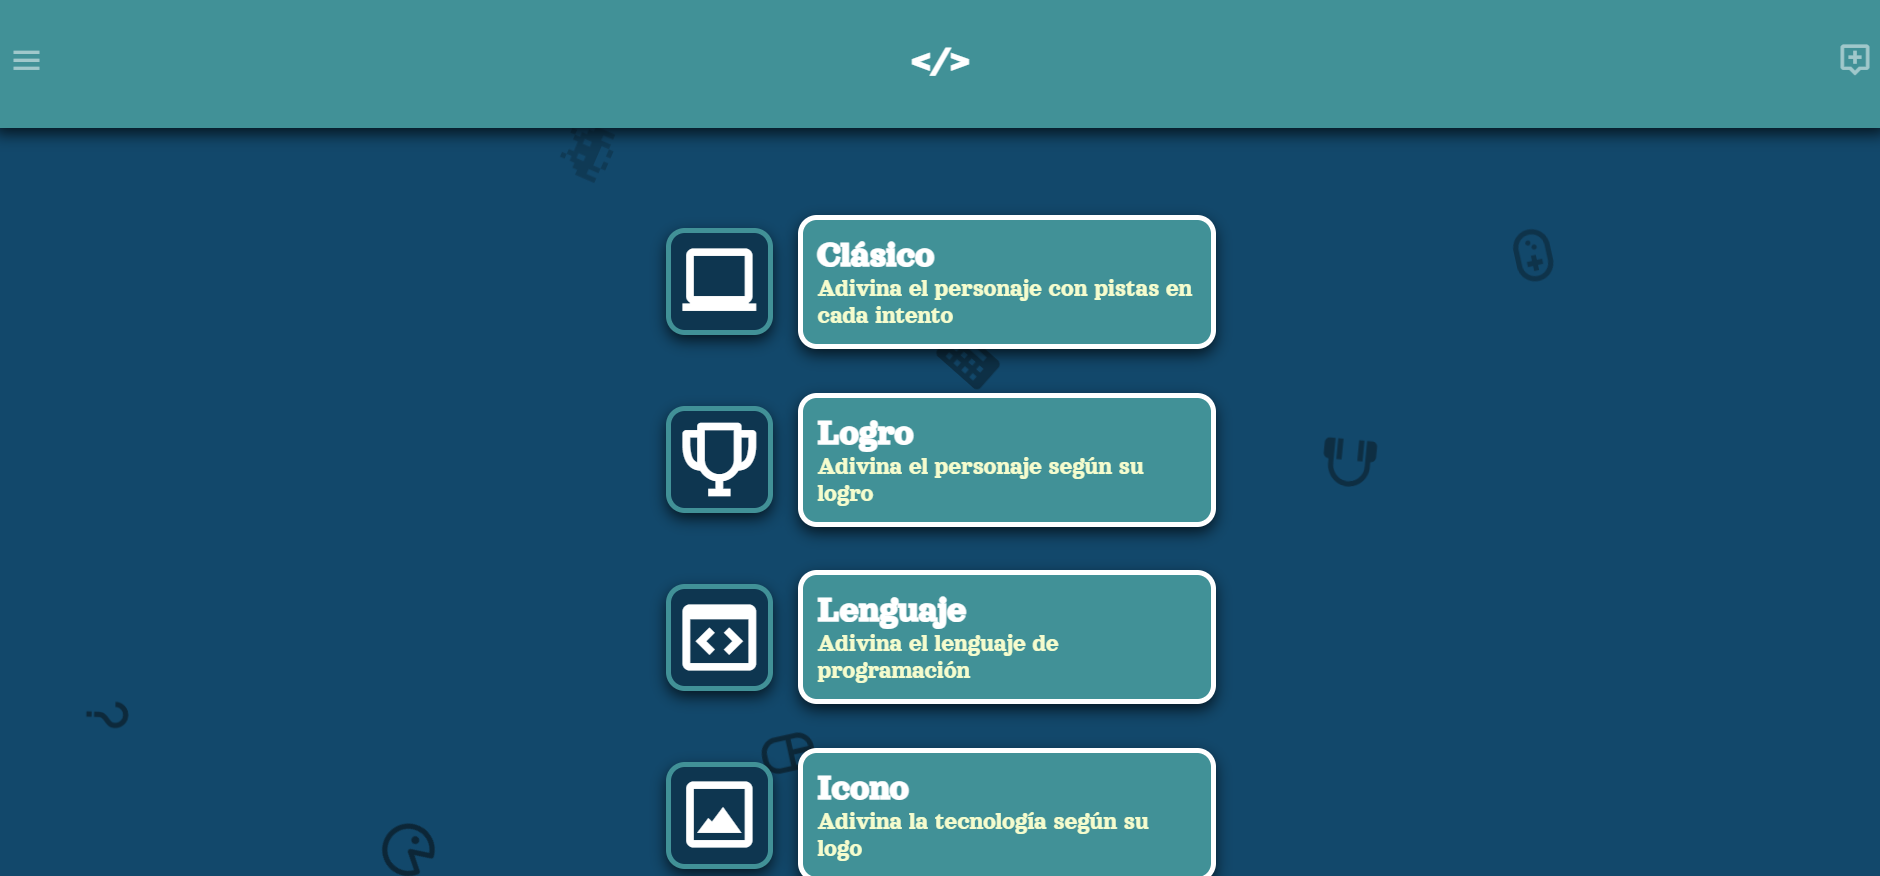 </>
Clásico
Adivina el personaje con pistas en
cada intento
Logro
Adivina el personaje según su
logro
Lenguaje
Adivina el lenguaje de
programación
Icono
Adivina la tecnología según su
logo